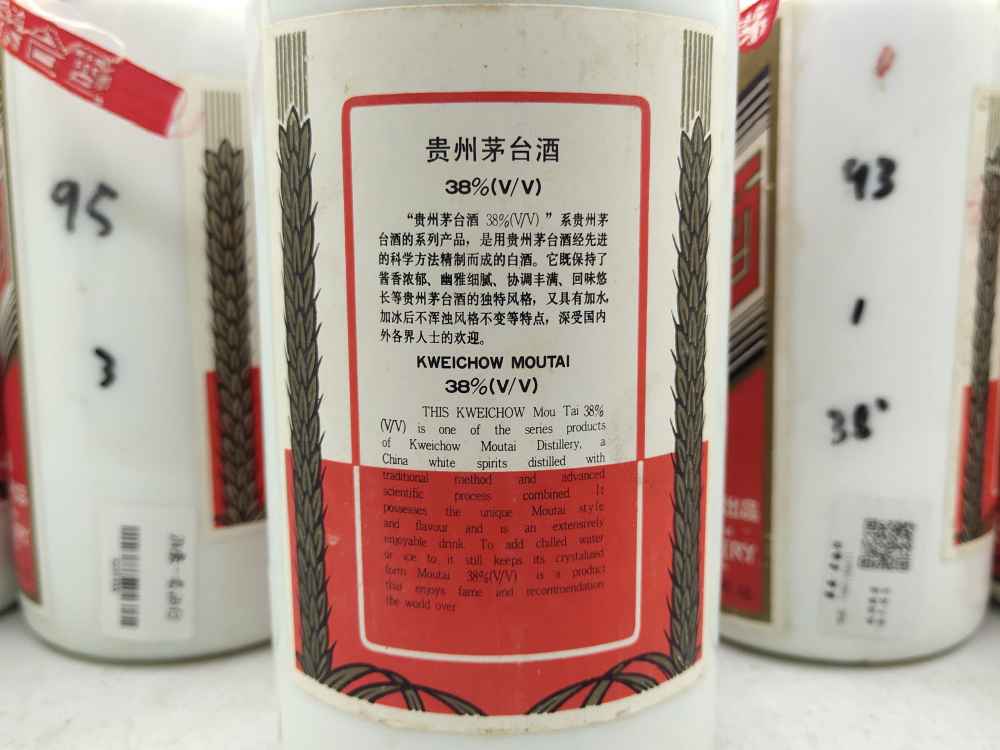 贵州茅台酒
38%(V/V)
“贵州茅台酒 38%(V/V)”系贵州茅
台酒的系列产品，是用贵州茅台酒经先进
的科学方法精制而成的白酒。它既保持了
酱香浓郁、幽雅细腻、协调丰满、回味悠
长等贵州茅台酒的独特风格，又具有加水，
加冰后不浑浊风格不变等特点，深受国内
外各界人士的欢迎。
KWEICHOW MOUTAI
38%(V/V)
THIS KWEICHOW Mou Tai 38%
(V/V) is one of the series products
of Kweichow Moutai Distillery, a
China white spirits distilled with
traditional method and advanced
scientific process combined It
possesses the unique Moutai style
and flavour and is an extensively
enjoyable drink To add chilled water
or ice to it still keeps its crystalized
form Moutai 38%(V/V) is a product
that enjoys fame and recommendation
the world over
95
3
93
1
38°
出品